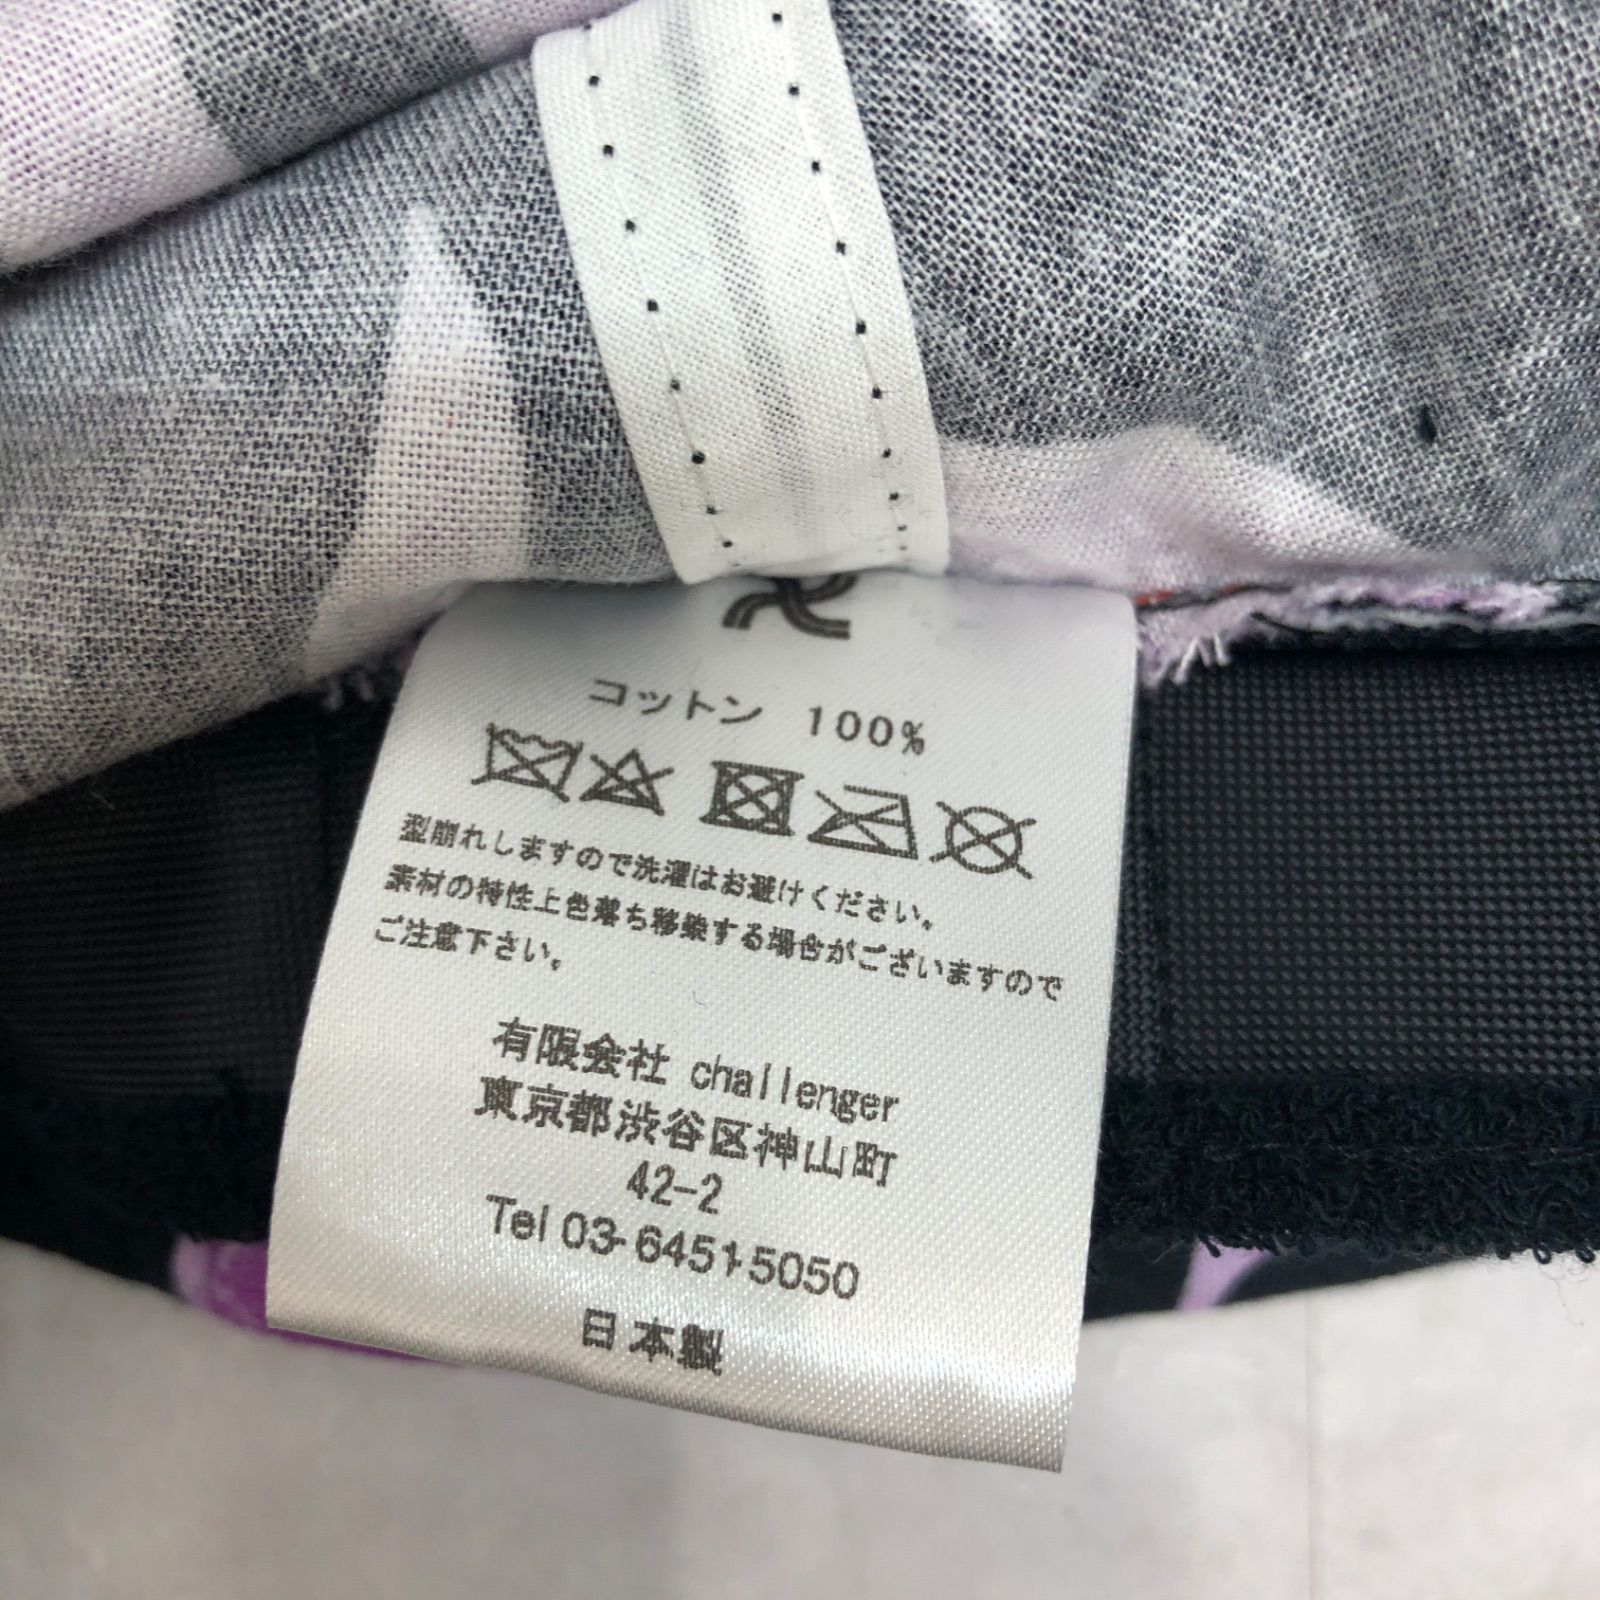 コットン 100%
型崩れしますので洗濯はお避けください。
素材の特性上色落ち移染する場合がございますので
ご注意下さい。
有限会社 challenger
東京都渋谷区神山町
42-2
Tel 03-6451-5050
日本製